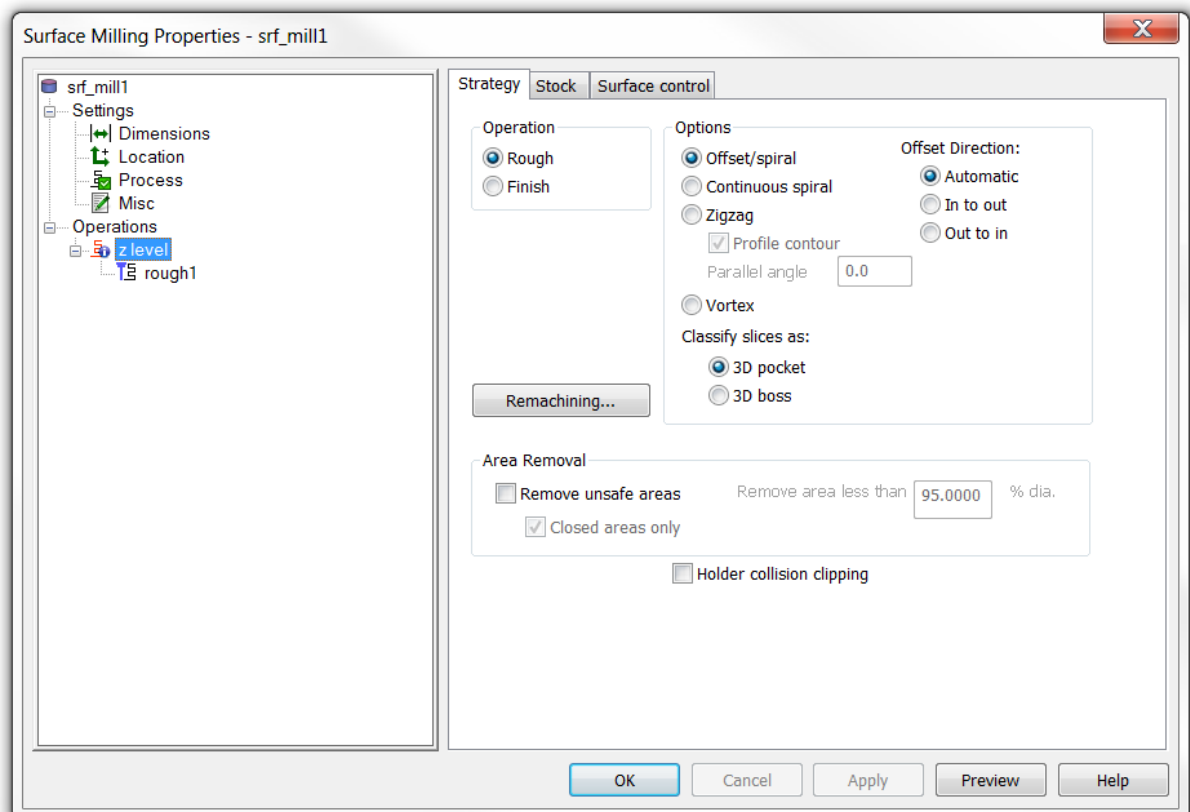 Surface Milling Properties - srf_mill1
X
srf_mill1
Settings
Dimensions
Location
Process
Misc
Operations
z level
rough1
Strategy
Stock
Surface control
Operation
Rough
Finish
Remachining...
Options
Offset/spiral
Continuous spiral
Zigzag
Profile contour
Parallel angle 0.0
Vortex
Classify slices as:
3D pocket
3D boss
Offset Direction:
Automatic
In to out
Out to in
Area Removal
Remove unsafe areas
Remove area less than 95.0000 % dia.
Closed areas only
Holder collision clipping
OK
Cancel
Apply
Preview
Help